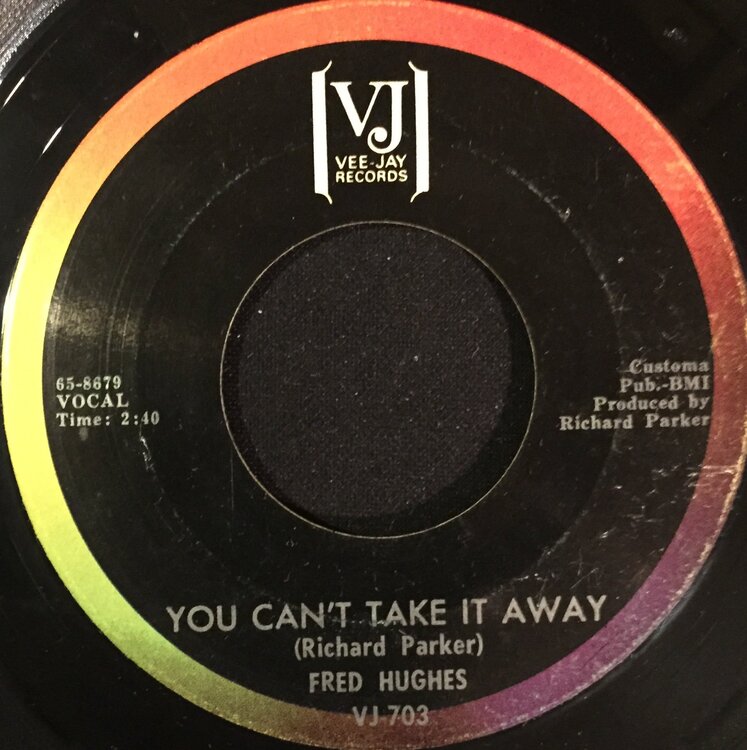 VJ
VEE-JAY
RECORDS
65-8679
VOCAL
Time: 2:40
Customa
Pub.-BMI
Produced by
Richard Parker
YOU CAN'T TAKE IT AWAY
(Richard Parker)
FRED HUGHES
VJ-703